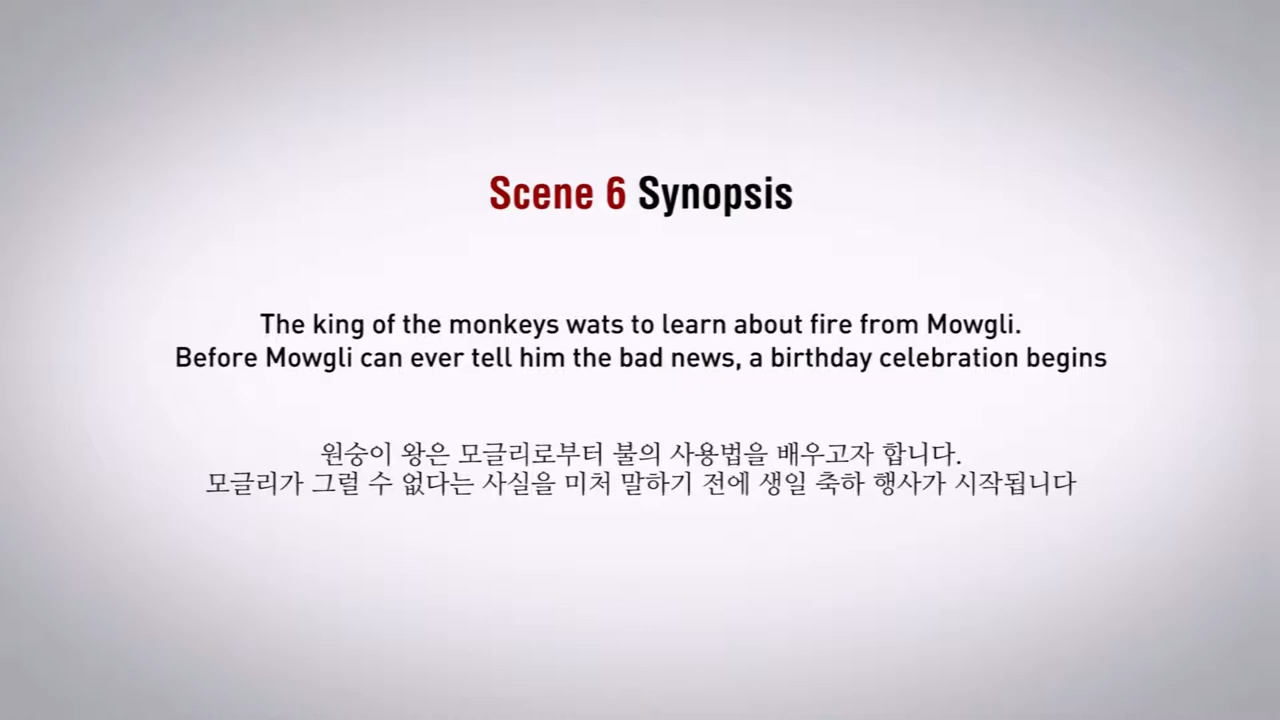 Scene 6 Synopsis
The king of the monkeys wats to learn about fire from Mowgli.
Before Mowgli can ever tell him the bad news, a birthday celebration begins
원숭이 왕은 모글리로부터 불의 사용법을 배우고자 합니다.
모글리가 그럴 수 없다는 사실을 미처 말하기 전에 생일 축하 행사가 시작됩니다